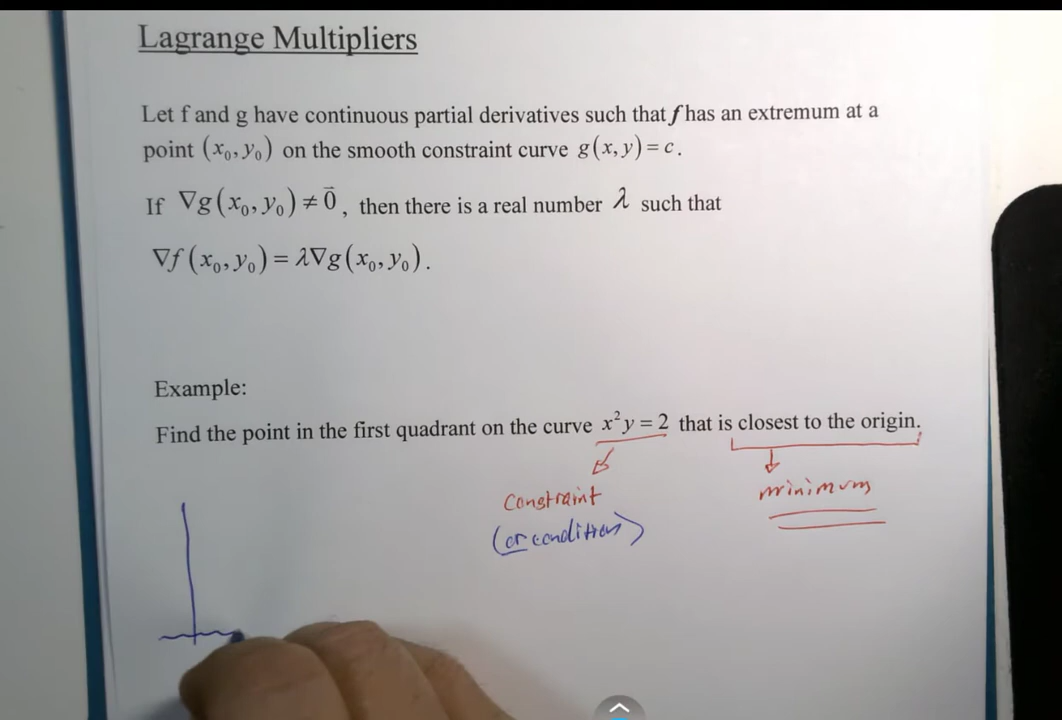 Lagrange Multipliers
Let f and g have continuous partial derivatives such that f has an extremum at a
point (x₀, y₀) on the smooth constraint curve g(x, y) = c.
If ∇g(x₀, y₀) ≠ 0̄, then there is a real number λ such that
∇f(x₀, y₀) = λ∇g(x₀, y₀).
Example:
Find the point in the first quadrant on the curve x²y = 2 that is closest to the origin.
Constraint
(or condition)
minimum